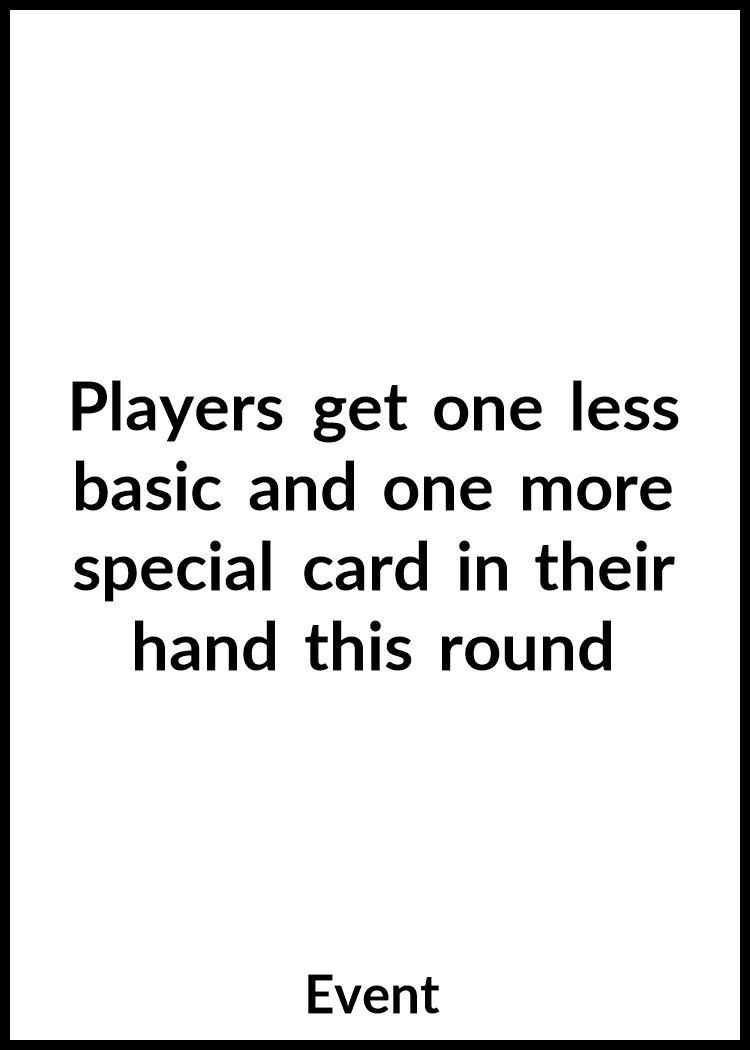 Players get one less
basic and one more
special card in their
hand this round
Event